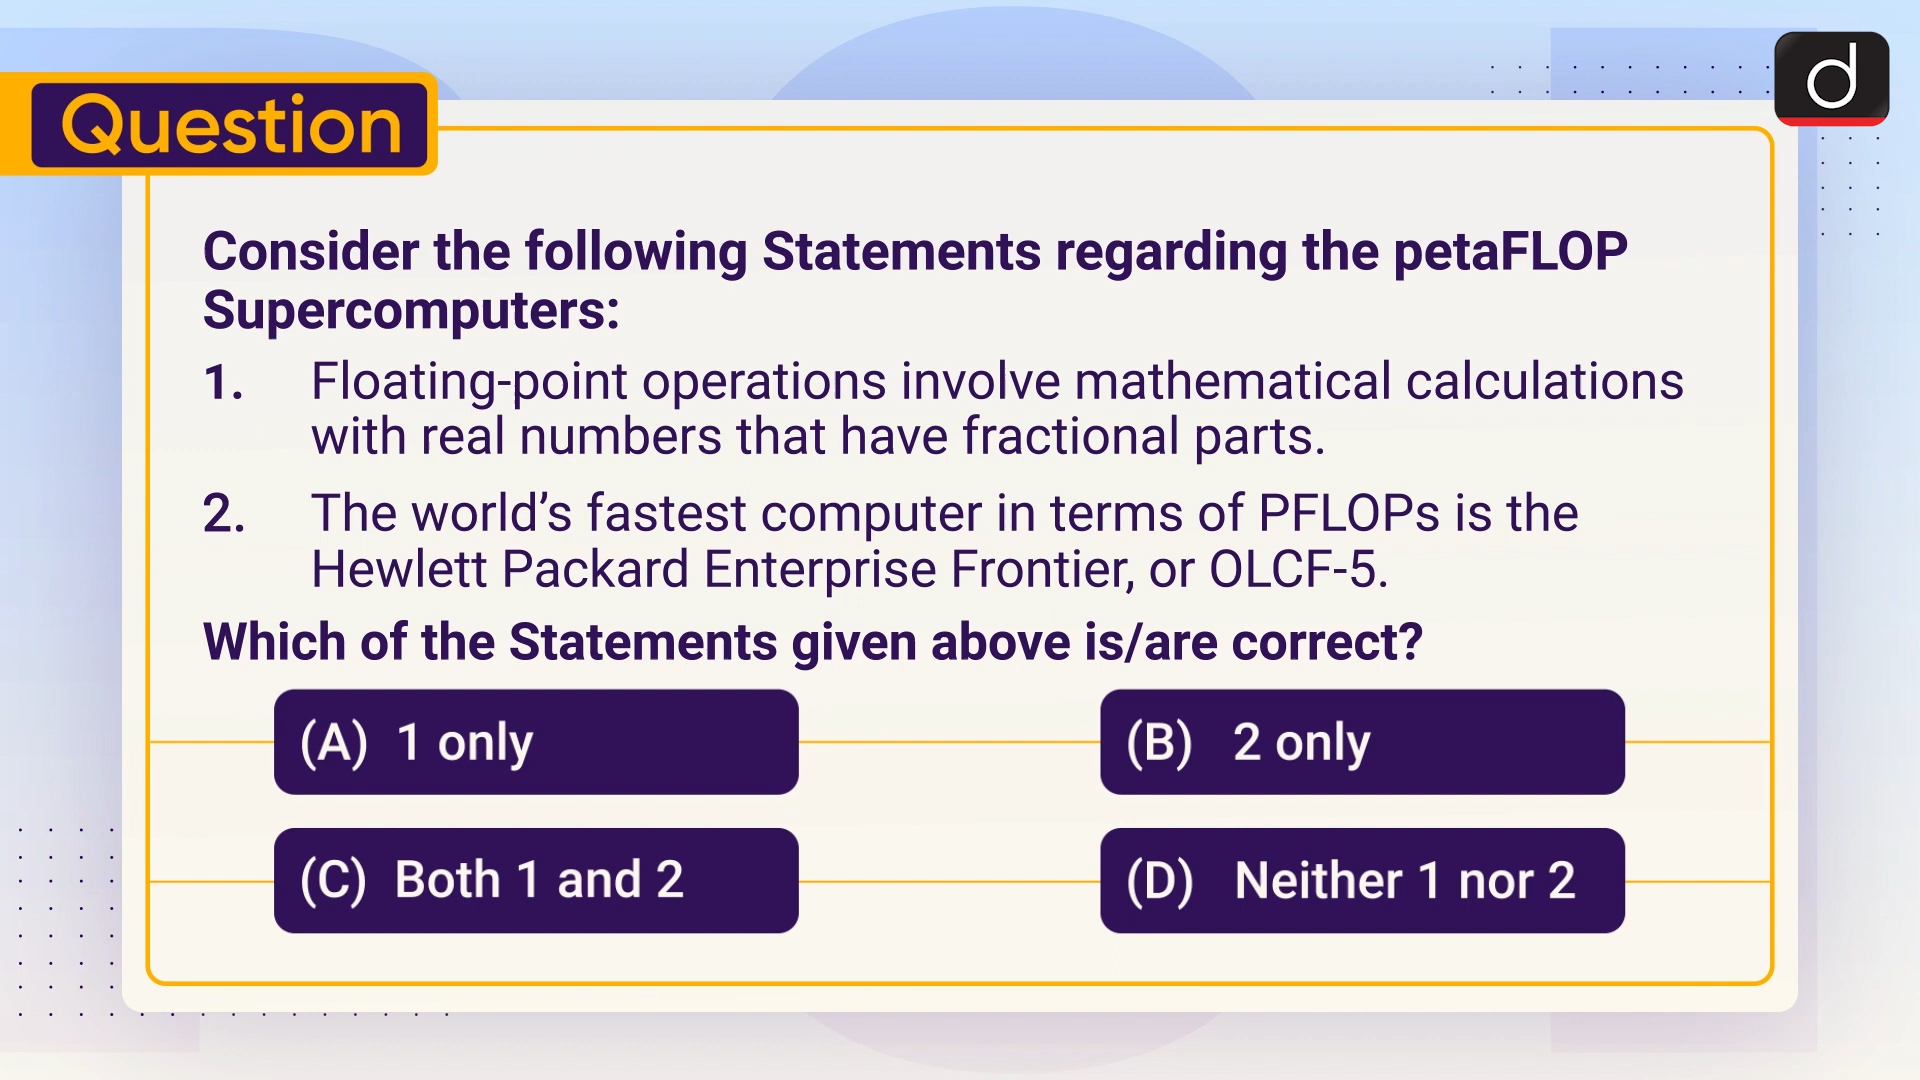 Question
Consider the following Statements regarding the petaFLOP
Supercomputers:
1. Floating-point operations involve mathematical calculations
with real numbers that have fractional parts.
2. The world’s fastest computer in terms of PFLOPs is the
Hewlett Packard Enterprise Frontier, or OLCF-5.
Which of the Statements given above is/are correct?
(A) 1 only
(B) 2 only
(C) Both 1 and 2
(D) Neither 1 nor 2
d